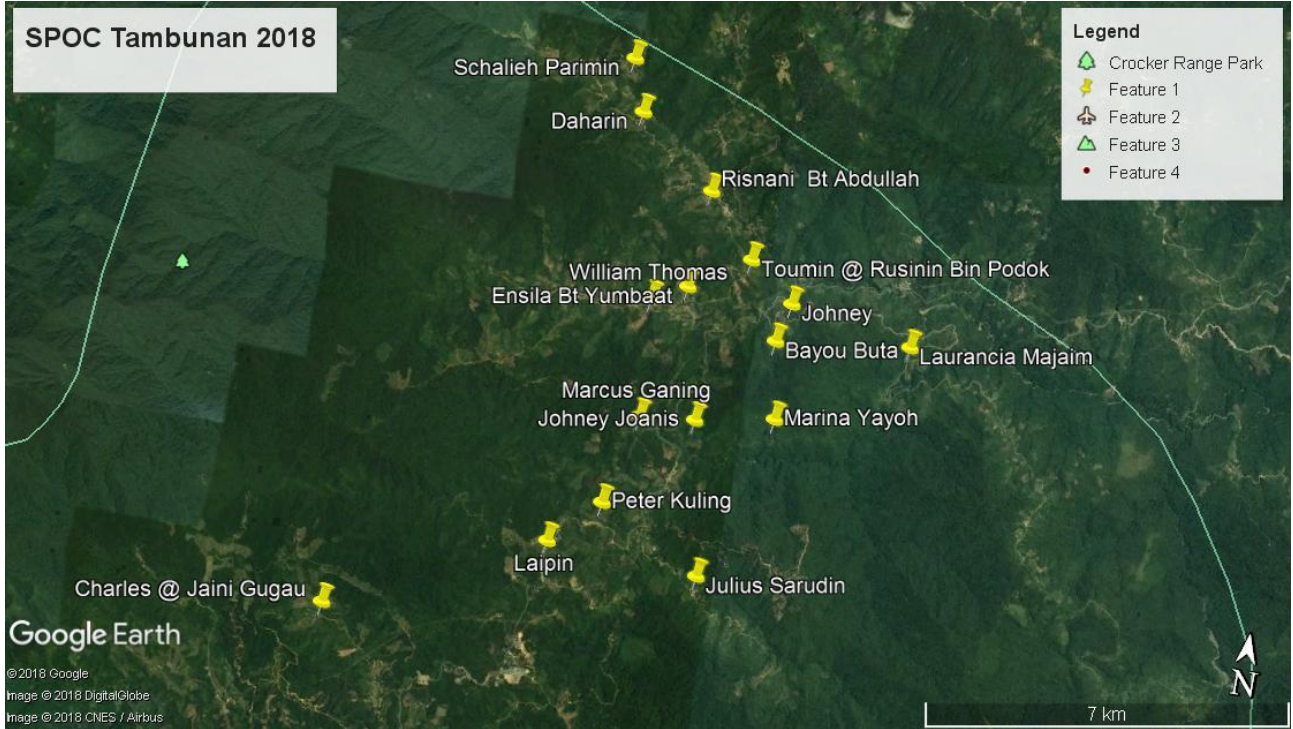 SPOC Tambunan 2018
Legend
Crocker Range Park
Feature 1
Feature 2
Feature 3
Feature 4
Schalieh Parimin
Daharin
Risnani  Bt Abdullah
William Thomas
Toumin @ Rusinin Bin Podok
Ensila Bt Yumbaat
Johney
Bayou Buta
Laurancia Majaim
Marcus Ganing
Johney Joanis
Marina Yayoh
Peter Kuling
Laipin
Julius Sarudin
Charles @ Jaini Gugau
Google Earth
© 2018 Google
Image © 2018 DigitalGlobe
Image © 2018 CNES / Airbus
N
7 km